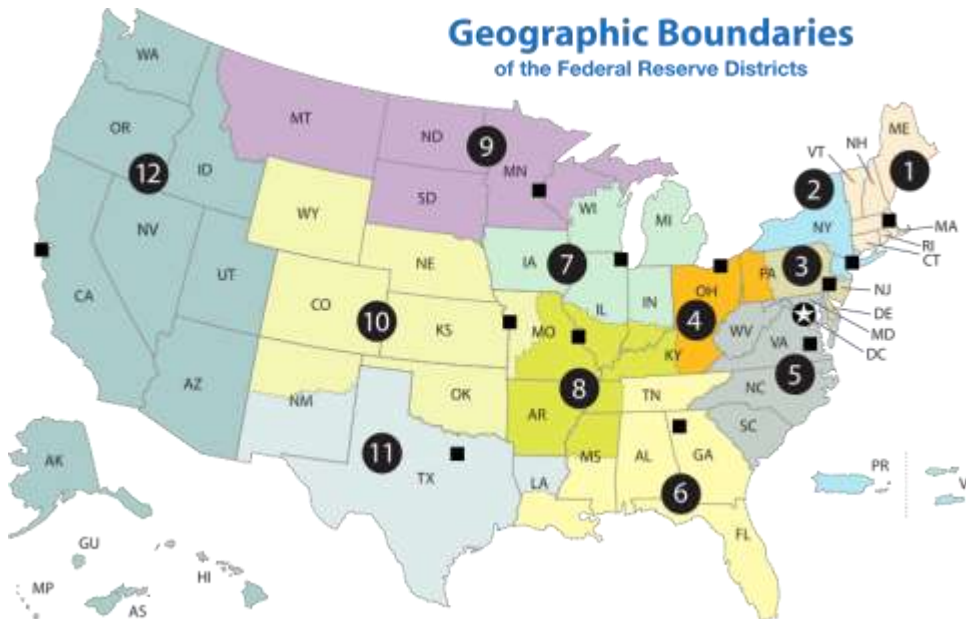 Geographic Boundaries
of the Federal Reserve Districts
WA
MT
ND
9
MN
ME
OR
VT
NH
1
12
ID
SD
2
WI
MI
NY
MA
WY
RI
CT
NV
IA
7
3
PA
NE
NJ
UT
IL
IN
OH
DE
CA
CO
10
KS
MO
4
WV
MD
VA
DC
KY
5
NC
AZ
8
TN
NM
OK
AR
SC
11
MS
AL
GA
AK
TX
LA
6
PR
V
FL
GU
HI
MP
AS